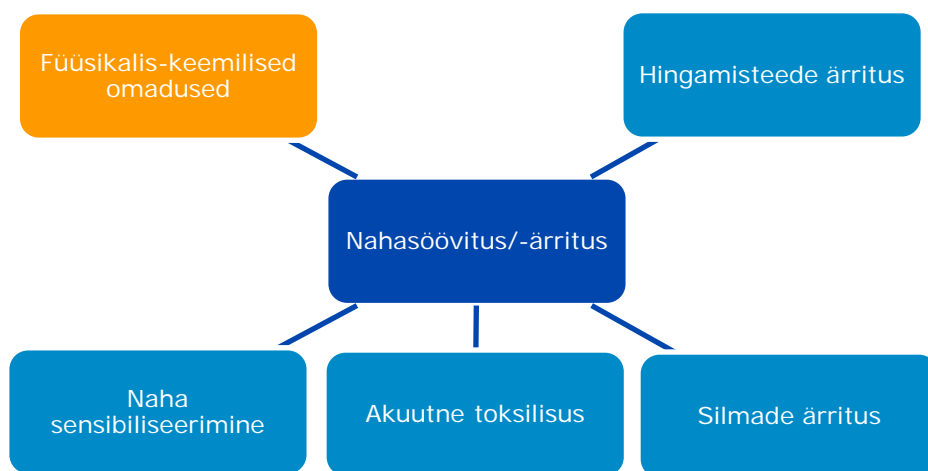 Füüsikalis-keemilised
omadused
Hingamisteede ärritus
Nahasöövitus/-ärritus
Naha
sensibiliseerimine
Akuutne toksilisus
Silmade ärritus